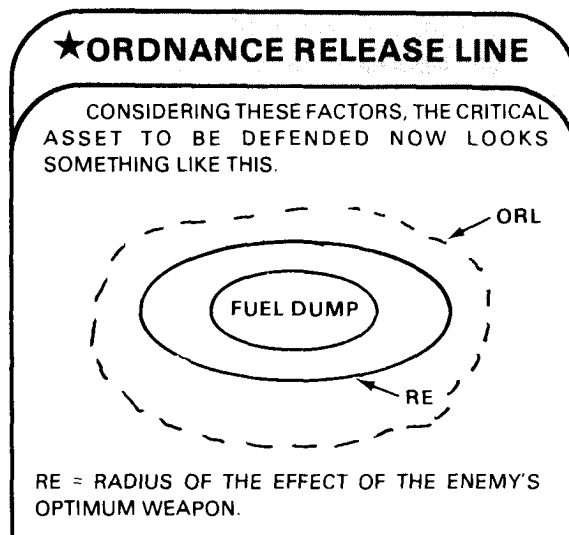 ★ORDNANCE RELEASE LINE
CONSIDERING THESE FACTORS, THE CRITICAL
ASSET TO BE DEFENDED NOW LOOKS
SOMETHING LIKE THIS.
ORL
FUEL DUMP
RE
RE = RADIUS OF THE EFFECT OF THE ENEMY'S
OPTIMUM WEAPON.